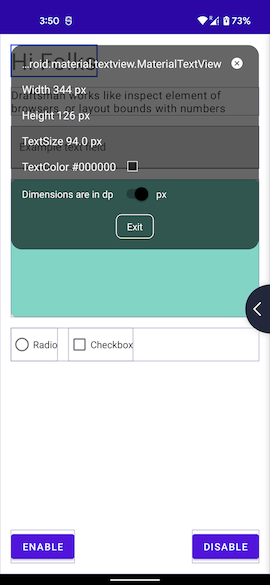 3:50
73%
Hi Folks
...roid.material.textview.MaterialTextView
Draftsman works like inspect element of
Width 344 px
browsers, or layout bounds with numbers
Height 126 px
TextSize 94.0 px
Example text field
TextColor #000000
Dimensions are in dp
px
Exit
Radio
Checkbox
ENABLE
DISABLE